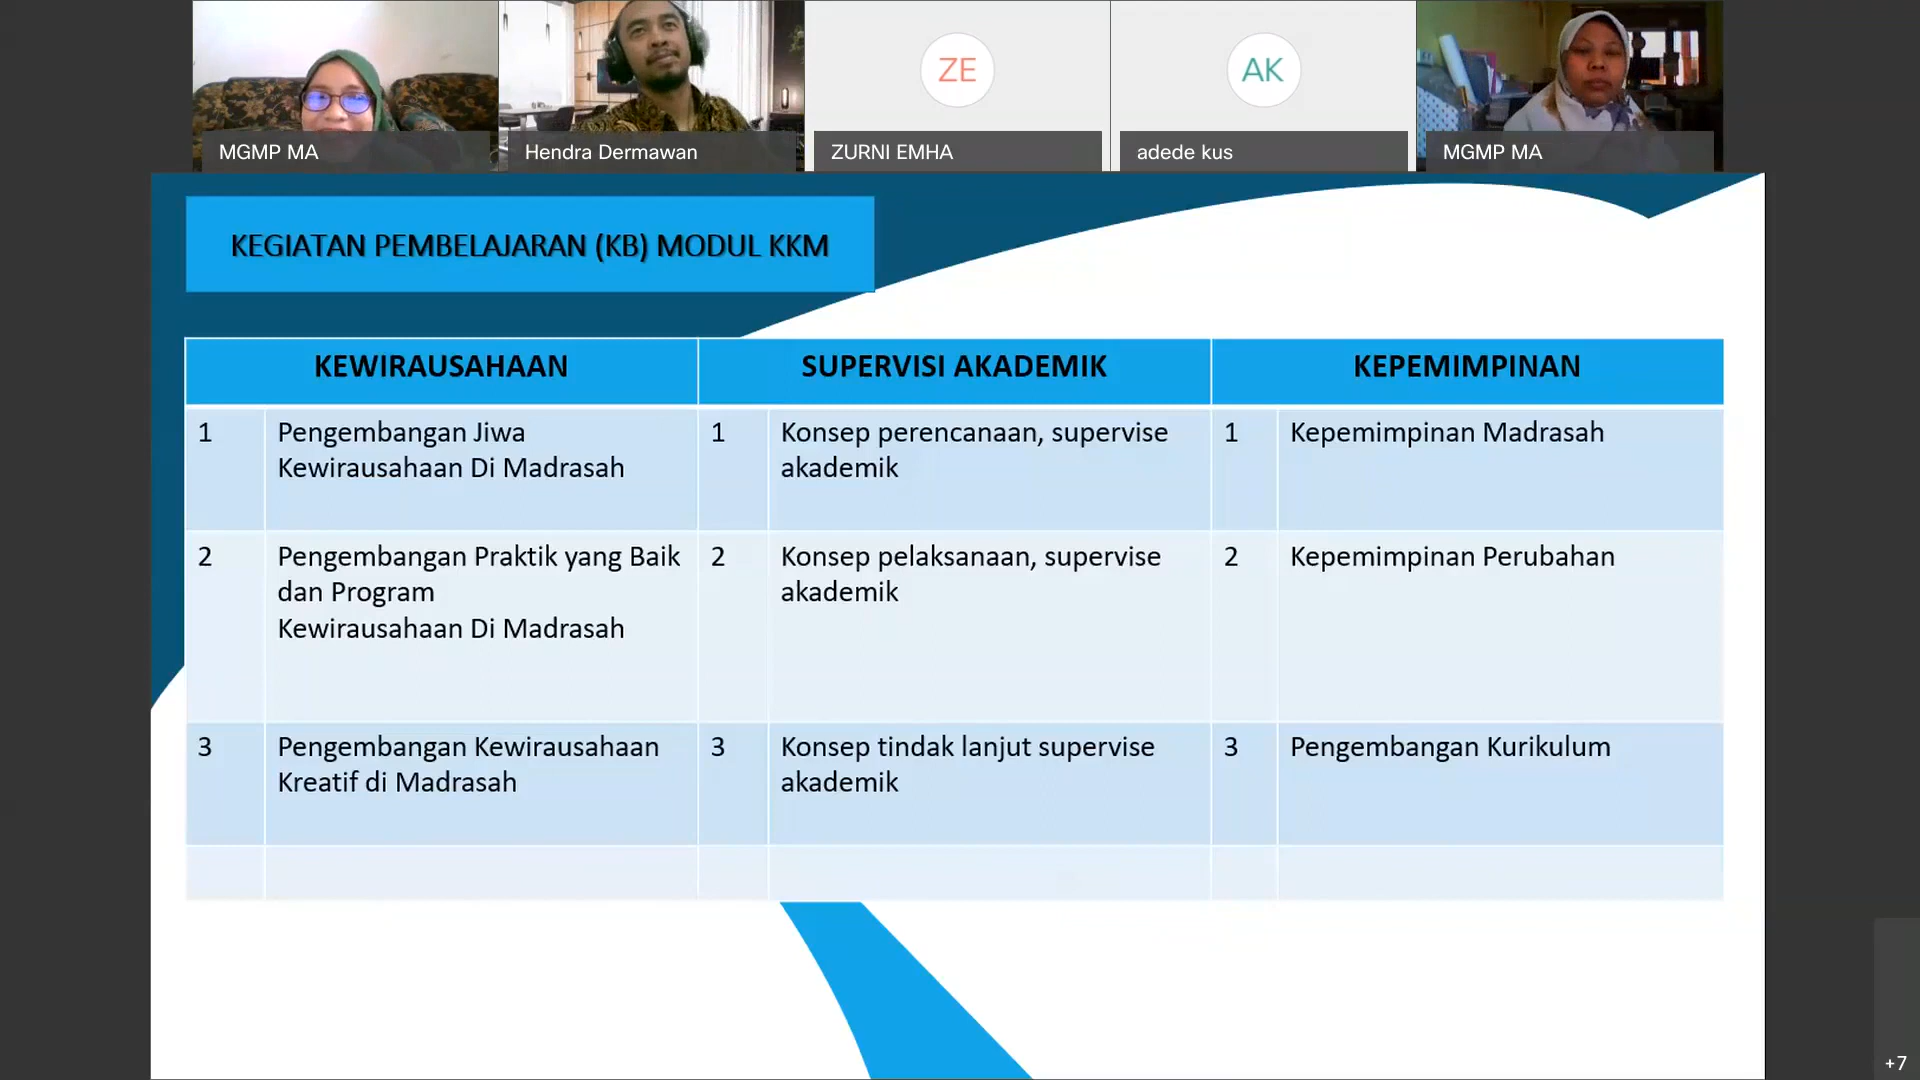 ZE
AK
MGMP MA
Hendra Dermawan
ZURNI EMHA
adede kus
MGMP MA
KEGIATAN PEMBELAJARAN (KB) MODUL KKM
KEWIRAUSAHAAN
SUPERVISI AKADEMIK
KEPEMIMPINAN
1
Pengembangan Jiwa
Kewirausahaan Di Madrasah
1
Konsep perencanaan, supervise
akademik
1
Kepemimpinan Madrasah
2
Pengembangan Praktik yang Baik
dan Program
Kewirausahaan Di Madrasah
2
Konsep pelaksanaan, supervise
akademik
2
Kepemimpinan Perubahan
3
Pengembangan Kewirausahaan
Kreatif di Madrasah
3
Konsep tindak lanjut supervise
akademik
3
Pengembangan Kurikulum
+7